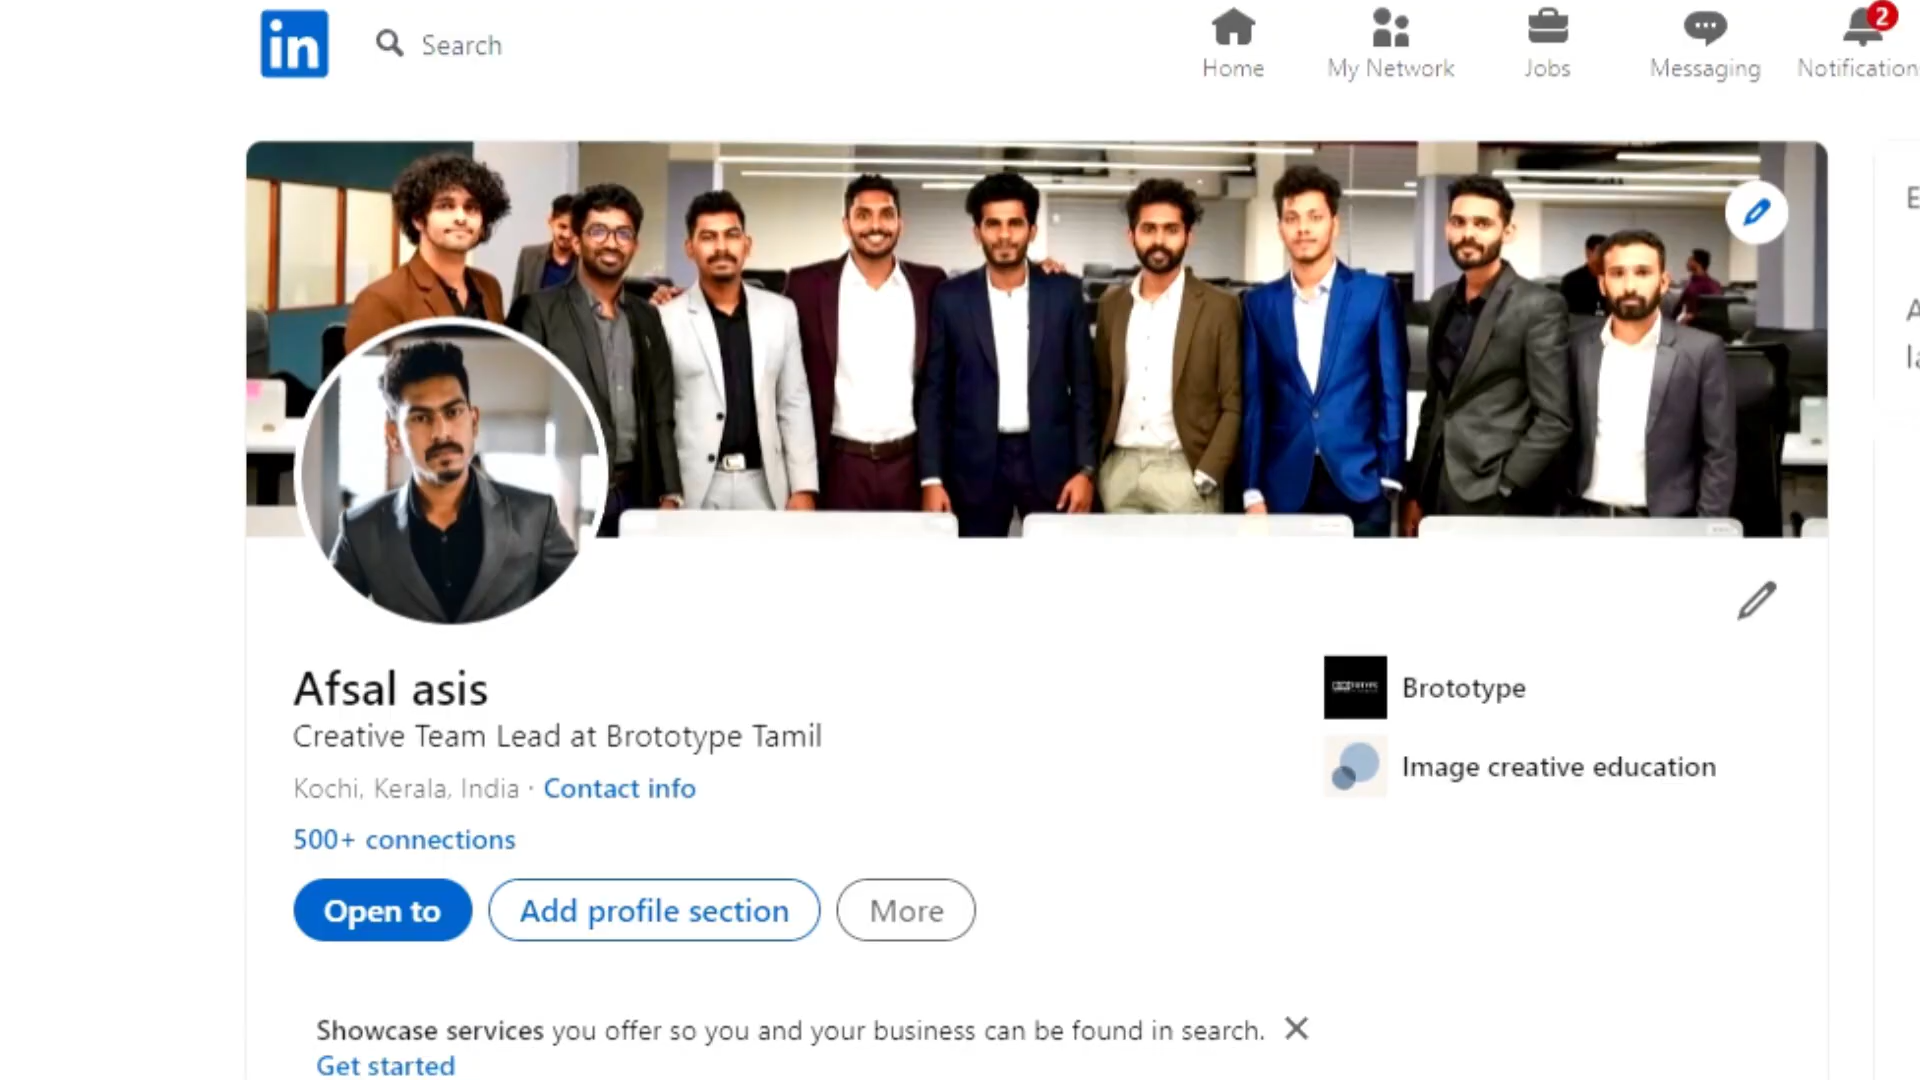 in
Search
Home
My Network
Jobs
Messaging
2
Notification
Afsal asis
Creative Team Lead at Brototype Tamil
Kochi, Kerala, India · Contact info
500+ connections
Open to
Add profile section
More
Brototype
Image creative education
Showcase services you offer so you and your business can be found in search.
Get started